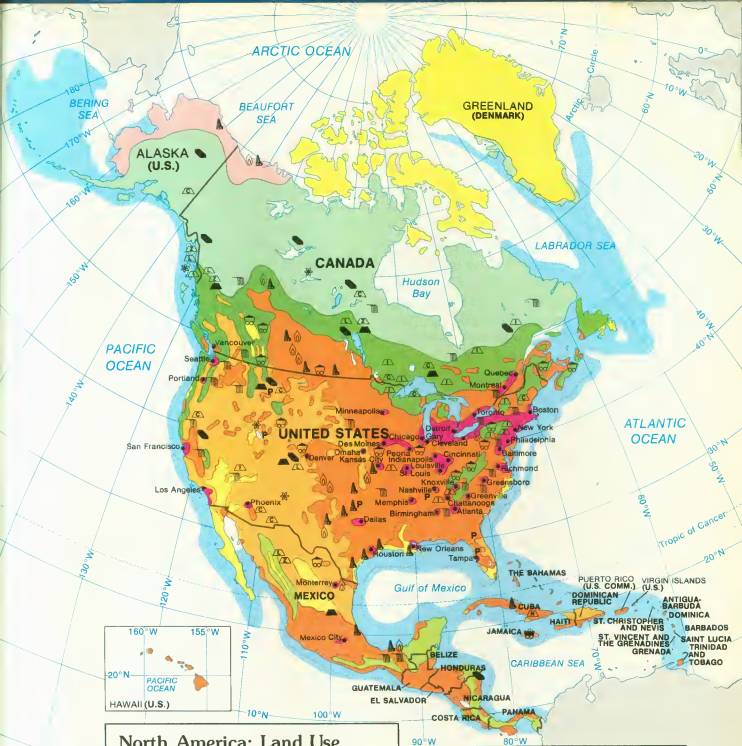 ARCTIC OCEAN
70°N
Arctic Circle
0°
10°W
60°N
180°
BERING
SEA
BEAUFORT
SEA
GREENLAND
(DENMARK)
170°W
ALASKA
(U.S.)
20°W
60°N
160°W
30°W
LABRADOR SEA
CANADA
150°W
Hudson
Bay
40°W
40°N
PACIFIC
OCEAN
Vancouver
Seattle
Portland
Quebec
Montreal
140°W
Minneapolis
Toronto
Boston
Detroit
New York
UNITED STATES
Chicago
Gary
Cleveland
Philadelphia
ATLANTIC
OCEAN
Des Moines
Omaha
Peoria
Cincinnati
Baltimore
San Francisco
Denver
Kansas City
Indianapolis
Louisville
Richmond
30°N
St. Louis
50°W
Knoxville
Greensboro
Nashville
Greenville
Los Angeles
Phoenix
Memphis
Chattanooga
P
Birmingham
Atlanta
60°W
Dallas
Tropic of Cancer
130°W
Houston
New Orleans
Tampa
20°N
THE BAHAMAS
120°W
Monterrey
MEXICO
Gulf of Mexico
PUERTO RICO
(U.S. COMM.)
VIRGIN ISLANDS
(U.S.)
DOMINICAN
REPUBLIC
ANTIGUA-
BARBUDA
CUBA
DOMINICA
HAITI
ST. CHRISTOPHER
AND NEVIS
BARBADOS
Mexico City
JAMAICA
ST. VINCENT AND
THE GRENADINES
SAINT LUCIA
GRENADA
TRINIDAD
AND
TOBAGO
160°W
155°W
110°W
BELIZE
CARIBBEAN SEA
70°W
20°N
PACIFIC
OCEAN
HONDURAS
GUATEMALA
EL SALVADOR
NICARAGUA
HAWAII (U.S.)
10°N
100°W
COSTA RICA
PANAMA
90°W
80°W
North America: Land Use